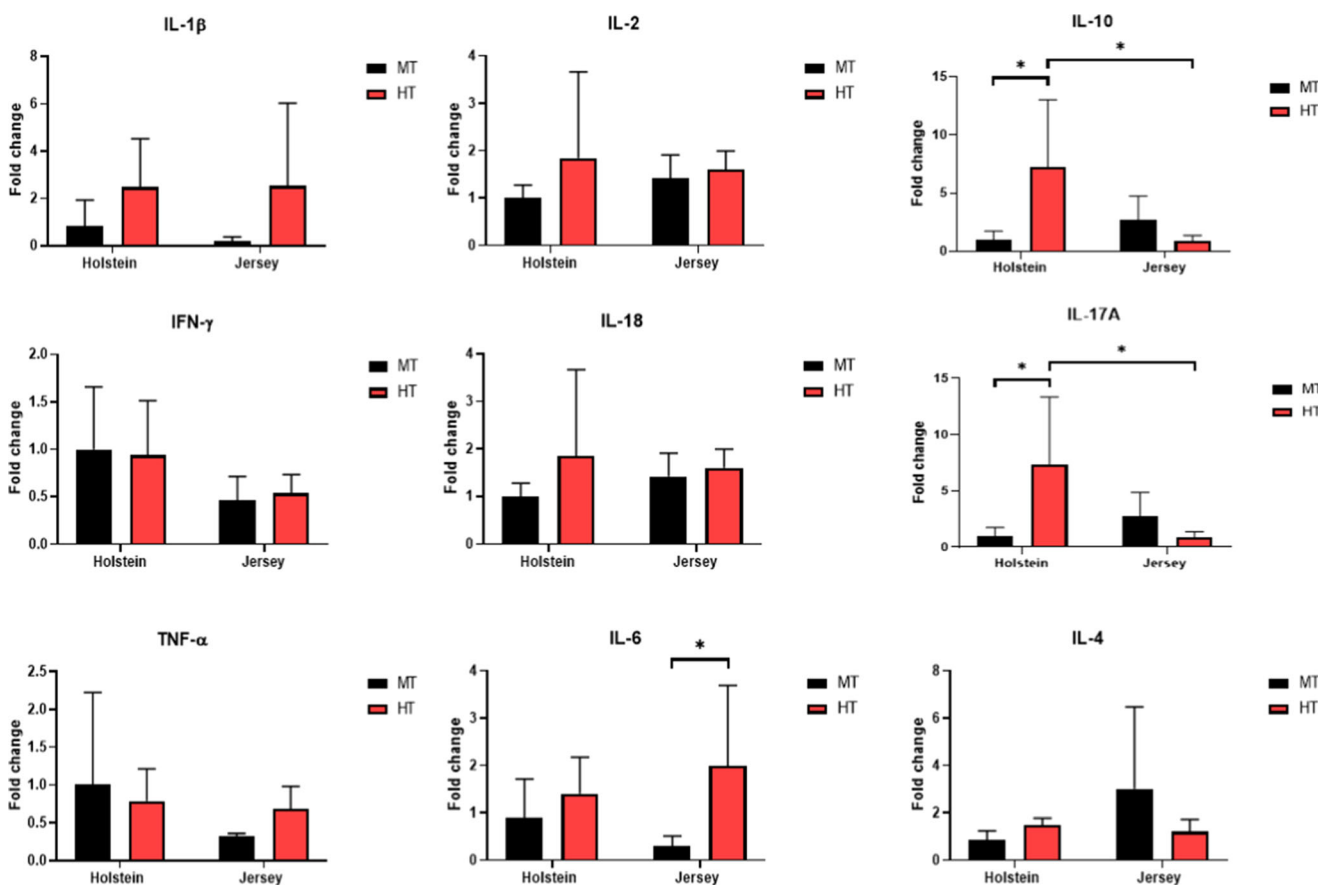 IL-1β
8
6
4
2
0
Fold change
Holstein Jersey
MT
HT
IL-2
4
3
2
1
0
Fold change
Holstein Jersey
MT
HT
IL-10
* *
15
10
5
0
Fold change
Holstein Jersey
MT
HT
IFN-γ
2.0
1.5
1.0
0.5
0.0
Fold change
Holstein Jersey
MT
HT
IL-18
4
3
2
1
0
Fold change
Holstein Jersey
MT
HT
IL-17A
* *
15
10
5
0
Fold change
Holstein Jersey
MT
HT
TNF-α
2.5
2.0
1.5
1.0
0.5
0.0
Fold change
Holstein Jersey
MT
HT
IL-6
*
4
3
2
1
0
Fold change
Holstein Jersey
MT
HT
IL-4
8
6
4
2
0
Fold change
Holstein Jersey
MT
HT